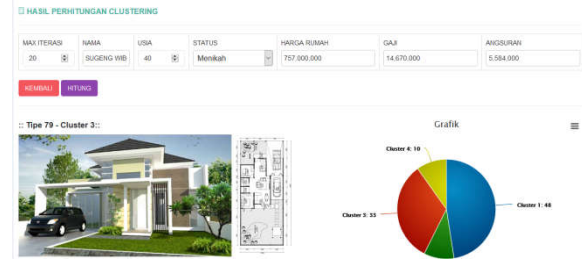 HASIL PERHITUNGAN CLUSTERING
MAX ITERASI NAMA USIA STATUS HARGA RUMAH GAJI ANGSURAN
20 SUGENG WIB 40 Menikah 757.000.000 14.670.000 5.584.000
KEMBALI HITUNG
:: Tipe 79 - Cluster 3::
Grafik
Cluster 4: 10
Cluster 1: 48
Cluster 3: 35